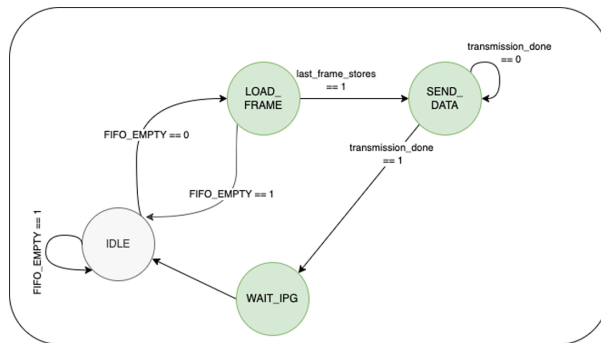 transmission_done
== 0
LOAD_
FRAME
last_frame_stores
== 1
SEND_
DATA
FIFO_EMPTY == 0
transmission_done
== 1
FIFO_EMPTY == 1
FIFO_EMPTY == 1
IDLE
WAIT_IPG